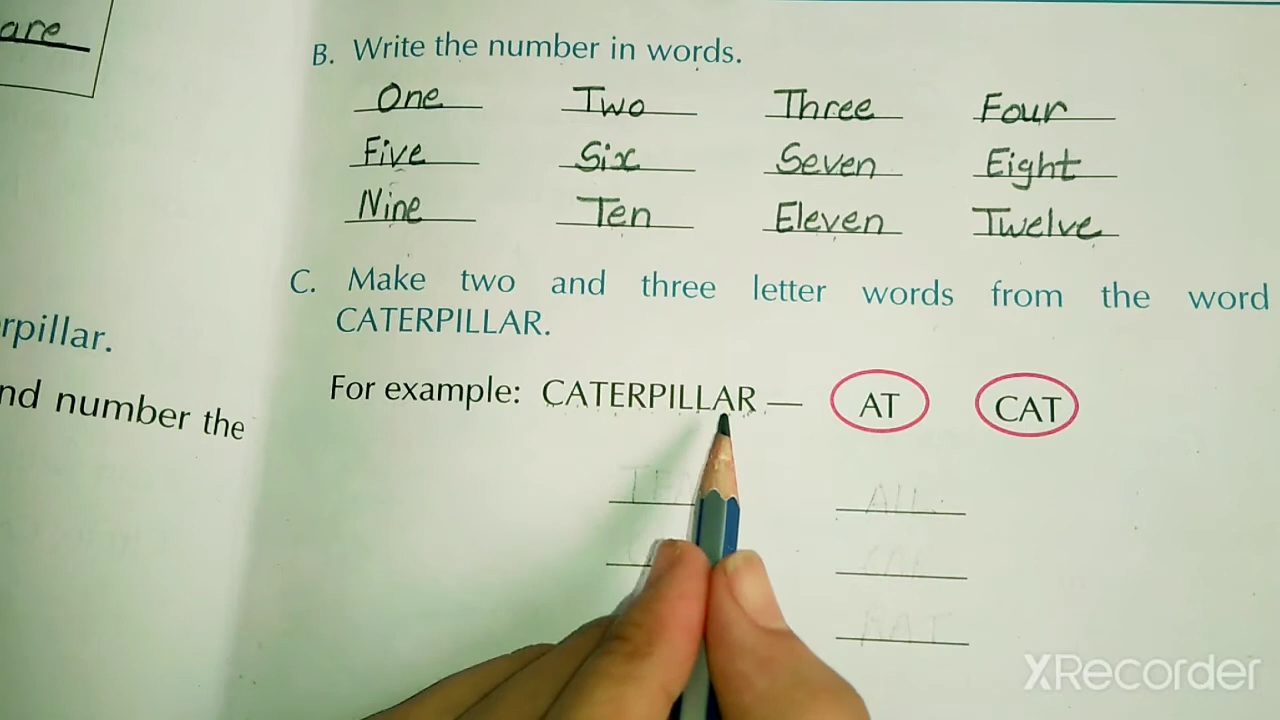 are
B. Write the number in words.
One Two Three Four
Five Six Seven Eight
Nine Ten Eleven Twelve
C. Make two and three letter words from the word
CATERPILLAR.
rpillar.
nd number the
For example: CATERPILLAR — AT CAT
ALL
XRecorder